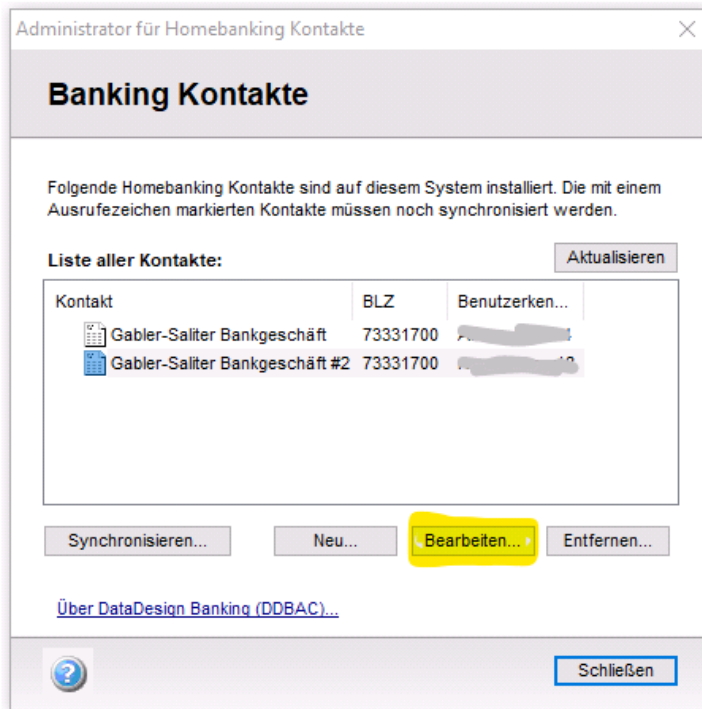 Administrator für Homebanking Kontakte
Banking Kontakte
Folgende Homebanking Kontakte sind auf diesem System installiert. Die mit einem
Ausrufezeichen markierten Kontakte müssen noch synchronisiert werden.
Liste aller Kontakte:
Aktualisieren
Kontakt BLZ Benutzerken...
Gabler-Saliter Bankgeschäft 73331700
Gabler-Saliter Bankgeschäft #2 73331700
Synchronisieren... Neu... Bearbeiten... Entfernen...
Über DataDesign Banking (DDBAC)...
Schließen